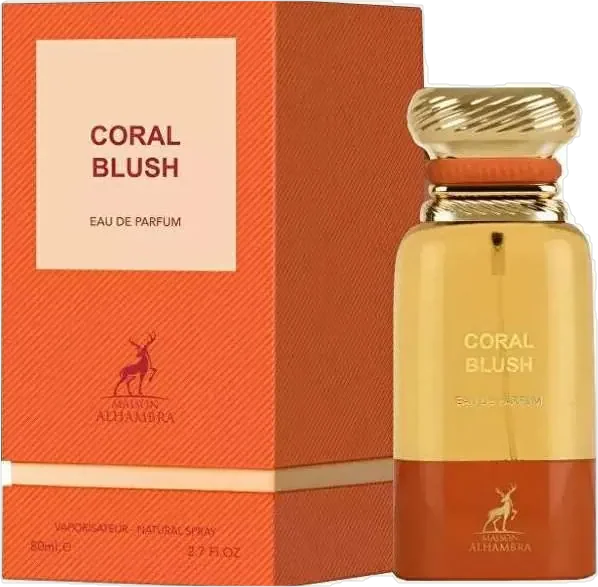 CORAL
BLUSH
EAU DE PARFUM
MAISON
ALHAMBRA
VAPORISATEUR - NATURAL SPRAY
80ml.e 2.7 FL.OZ
CORAL
BLUSH
EAU DE PARFUM
MAISON
ALHAMBRA